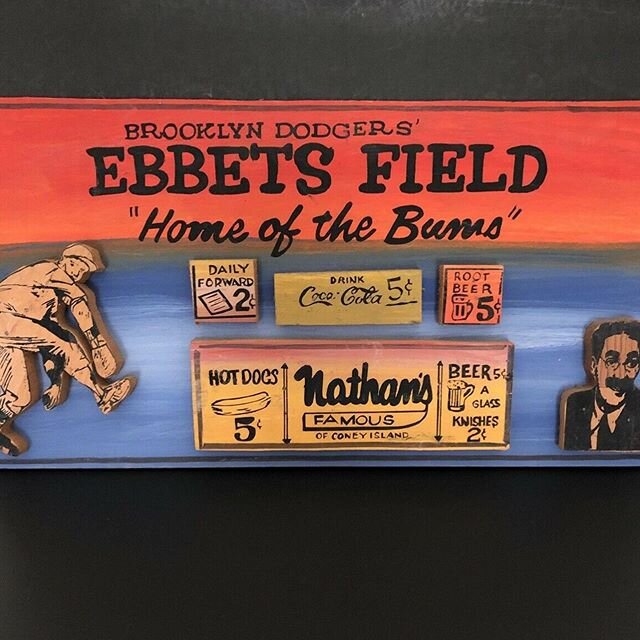 BROOKLYN DODGERS'
EBBETS FIELD
"Home of the Bums"
DAILY
FORWARD
2¢
DRINK
Coca-Cola 5¢
ROOT
BEER
5¢
HOT DOGS
5¢
Nathan's
FAMOUS
OF CONEY ISLAND
BEER 5¢
A
GLASS
KNISHES
2¢